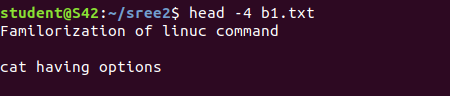 student@S42:~/sree2$ head -4 b1.txt
Familorization of linuc command

cat having options